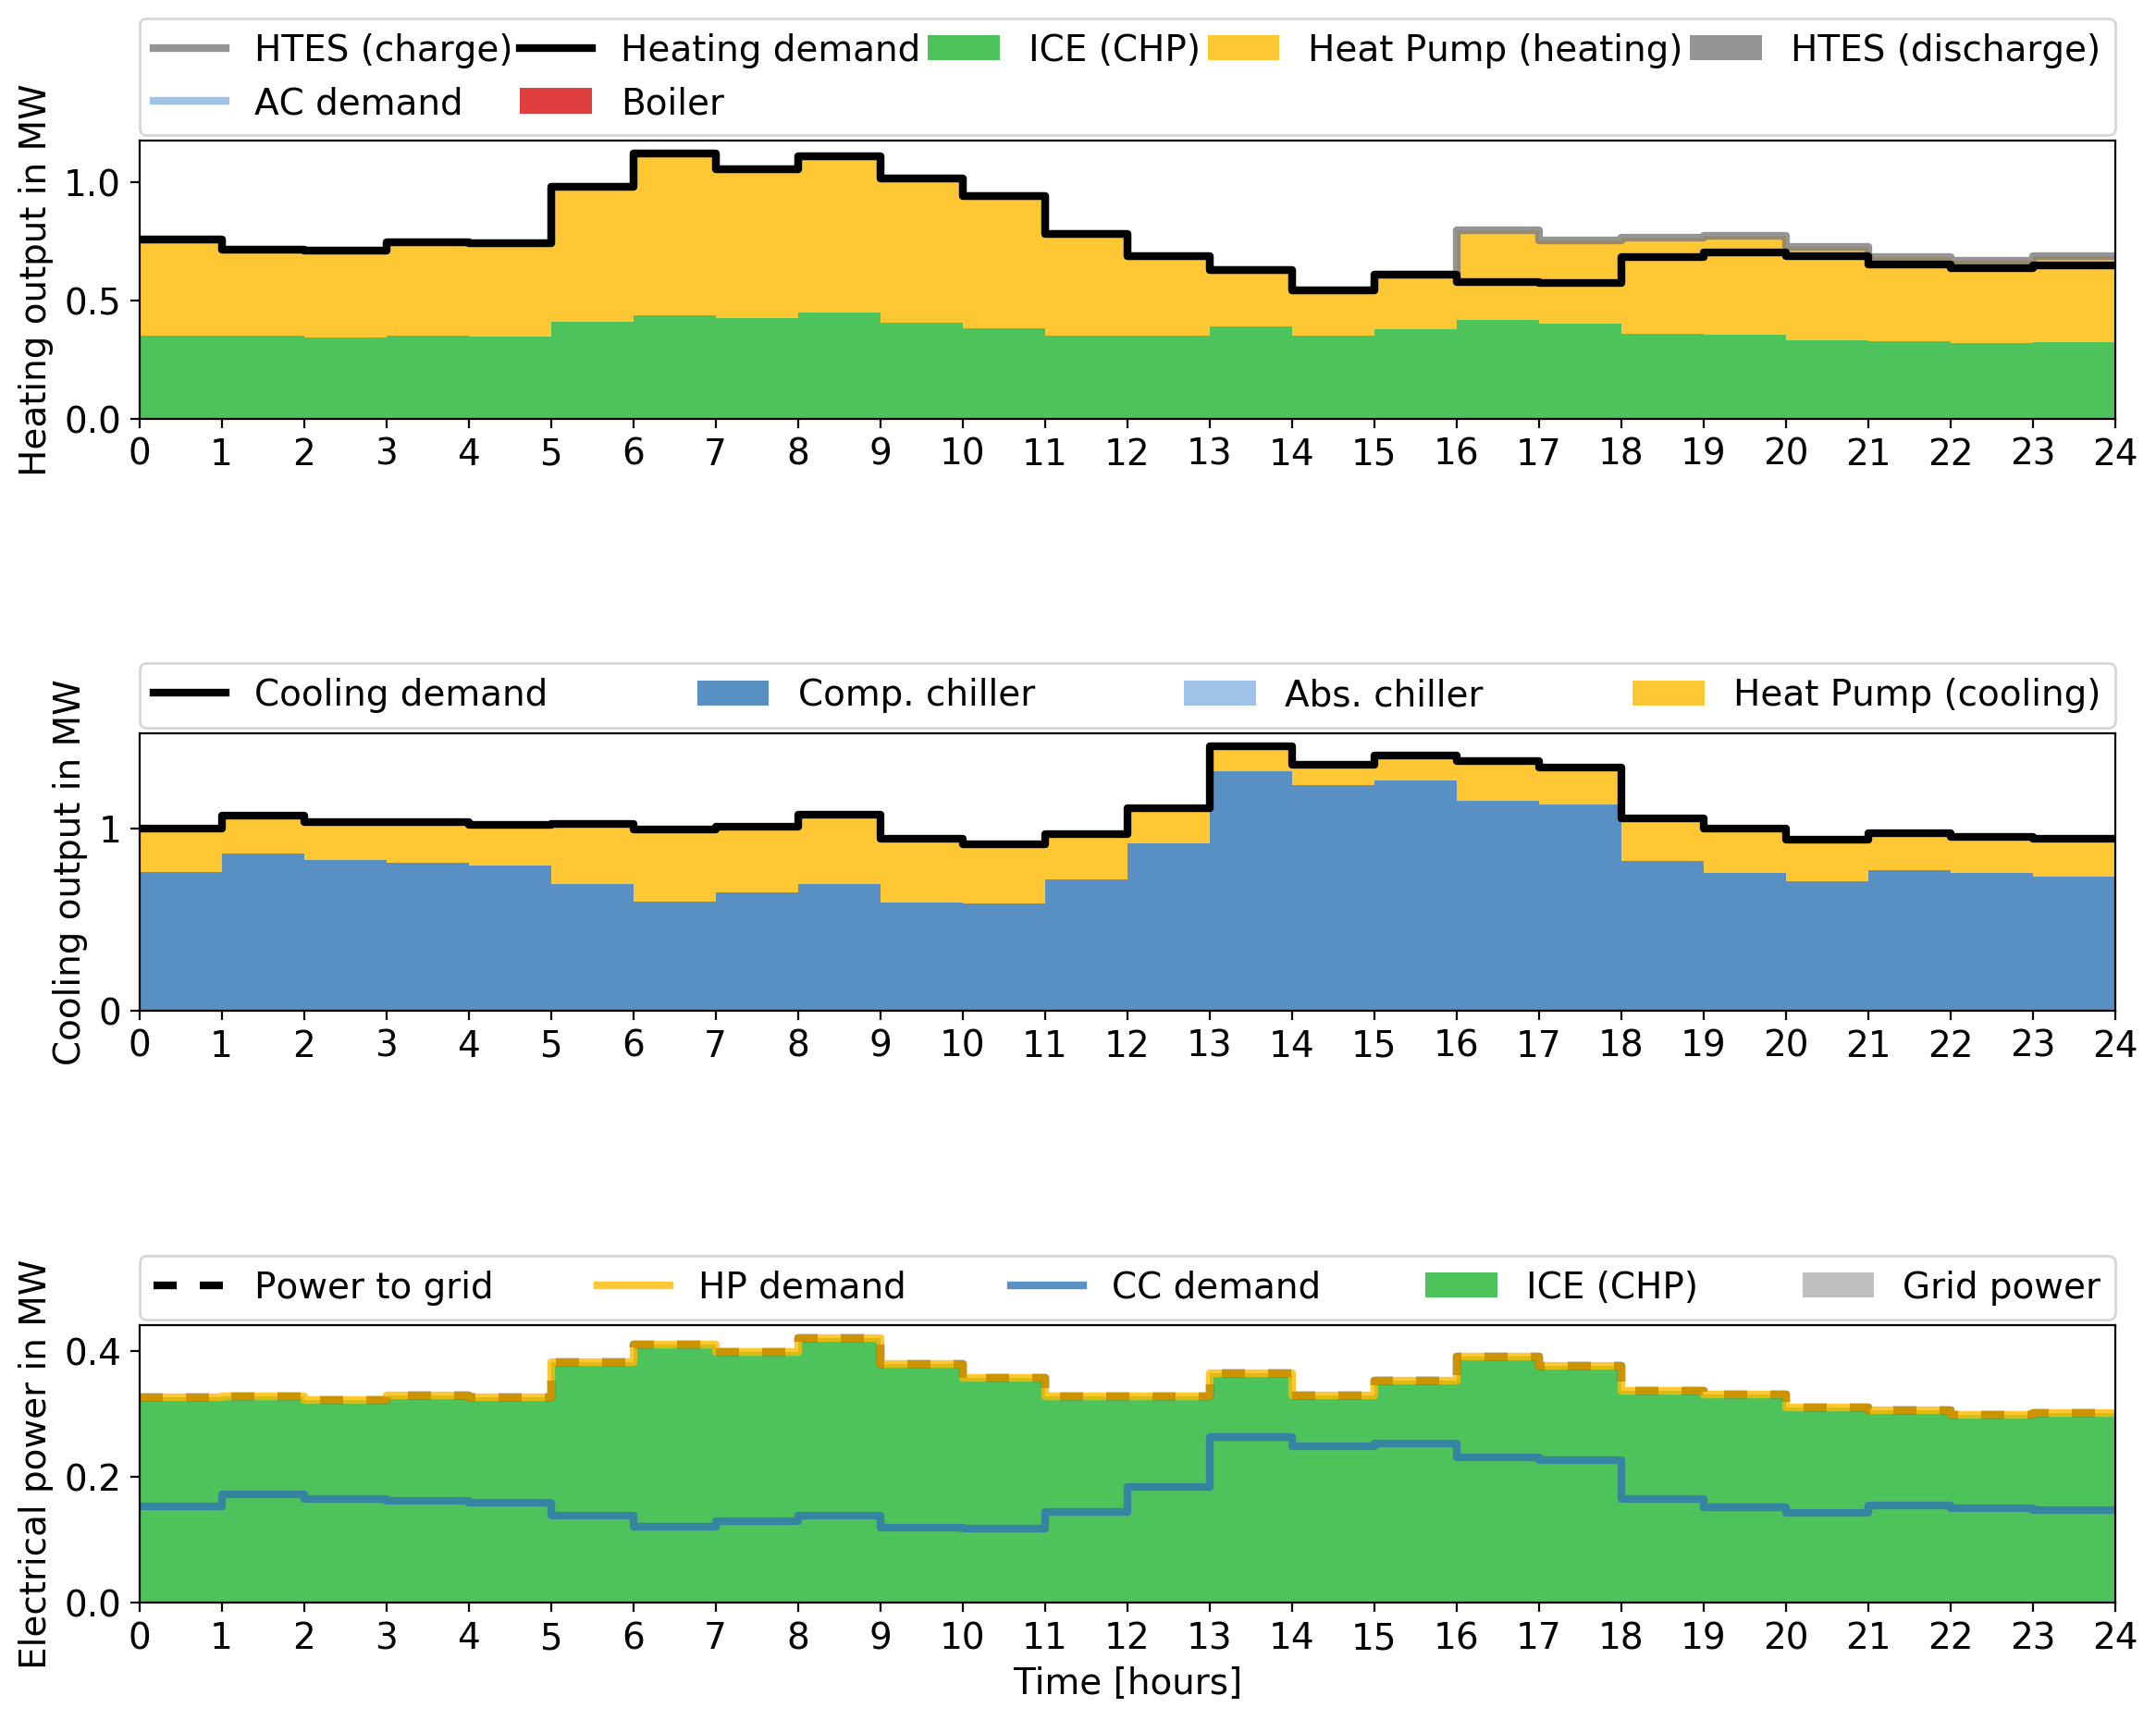 HTES (charge) Heating demand ICE (CHP) Heat Pump (heating) HTES (discharge)
AC demand Boiler
Heating output in MW
1.0
0.5
0.0
0 1 2 3 4 5 6 7 8 9 10 11 12 13 14 15 16 17 18 19 20 21 22 23 24
Cooling demand Comp. chiller Abs. chiller Heat Pump (cooling)
Cooling output in MW
1
0
0 1 2 3 4 5 6 7 8 9 10 11 12 13 14 15 16 17 18 19 20 21 22 23 24
Power to grid HP demand CC demand ICE (CHP) Grid power
Electrical power in MW
0.4
0.2
0.0
0 1 2 3 4 5 6 7 8 9 10 11 12 13 14 15 16 17 18 19 20 21 22 23 24
Time [hours]